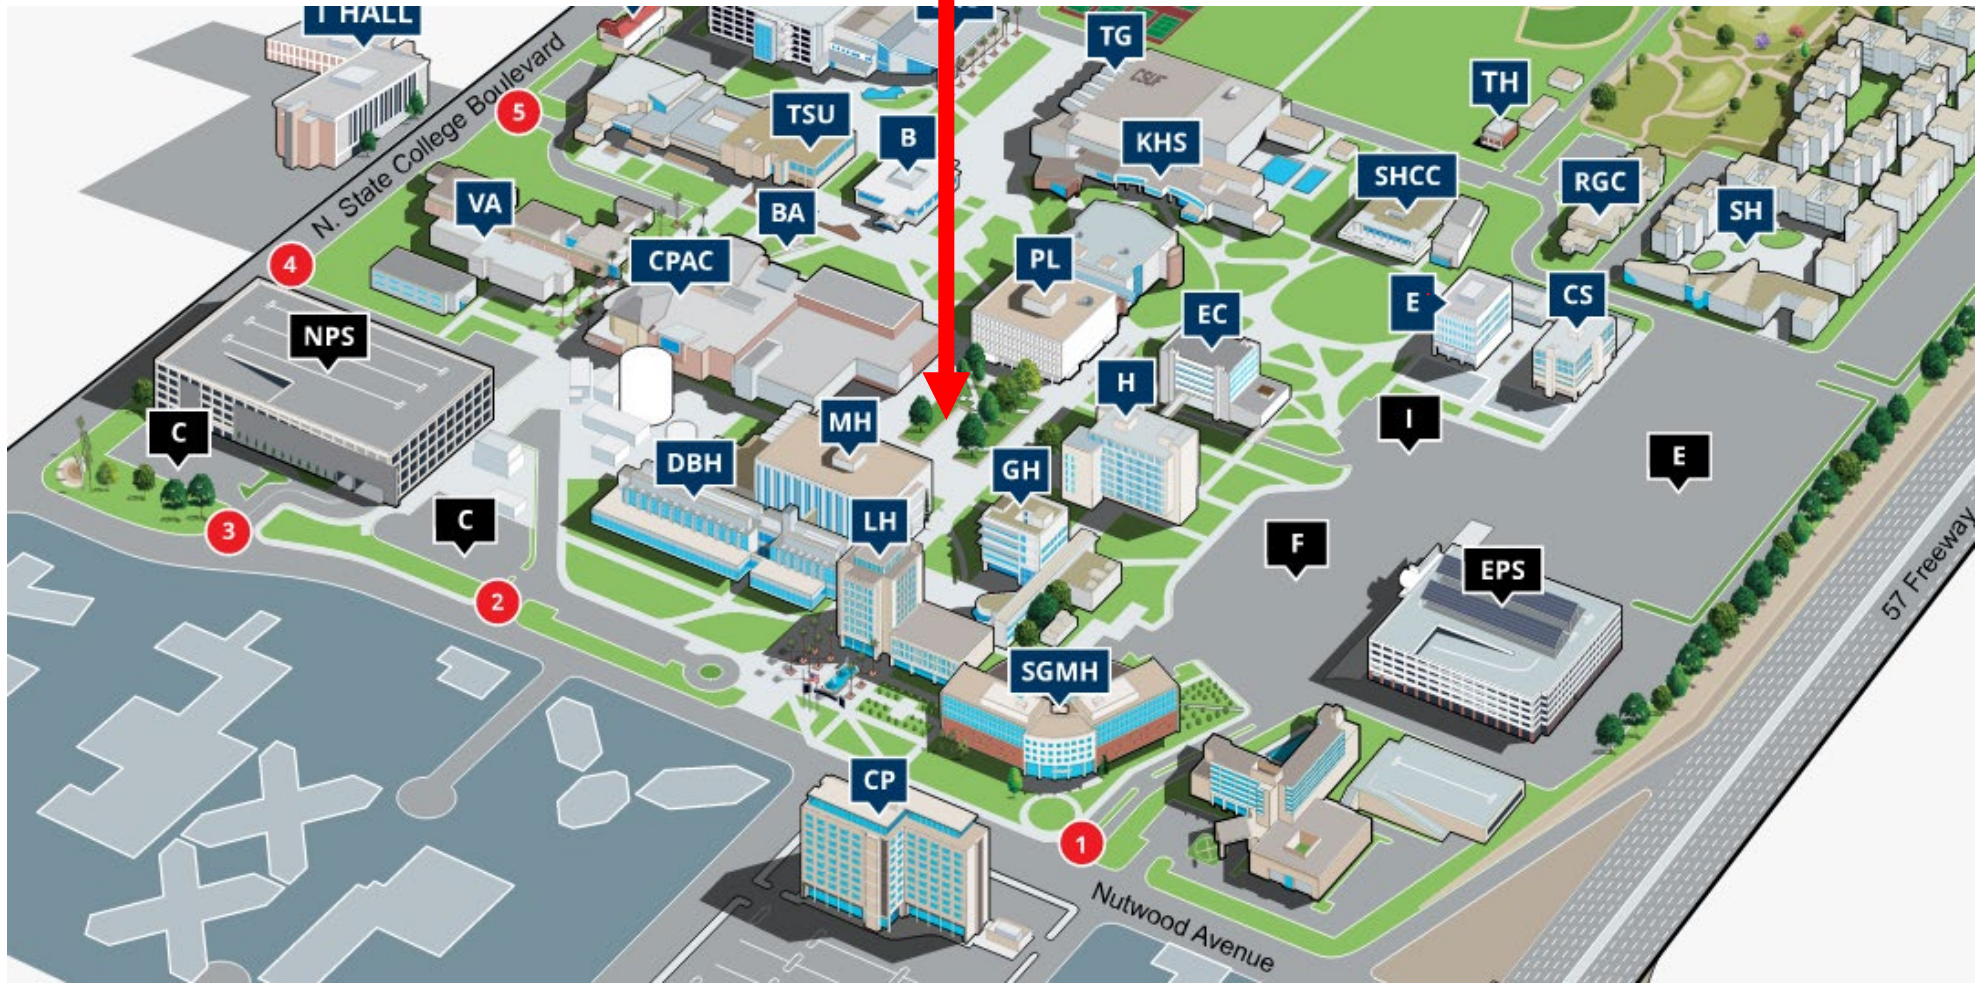 T HALL
TG
CSUF
TH
5
TSU
B
KHS
SHCC
RGC
N. State College Boulevard
VA
BA
SH
4
CPAC
PL
E
CS
EC
NPS
H
C
MH
I
DBH
GH
E
C
LH
3
F
EPS
2
57 Freeway
SGMH
CP
1
Nutwood Avenue